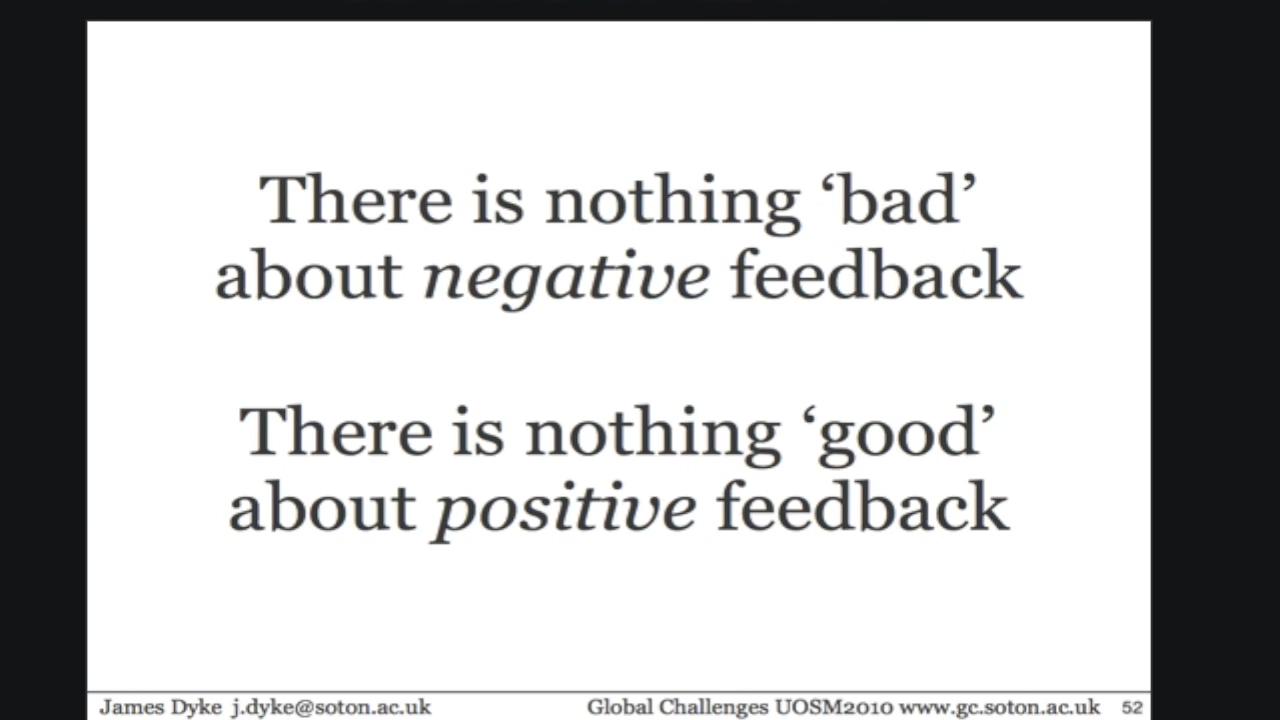 There is nothing ‘bad’
about negative feedback
There is nothing ‘good’
about positive feedback
James Dyke j.dyke@soton.ac.uk
Global Challenges UOSM2010 www.gc.soton.ac.uk 52